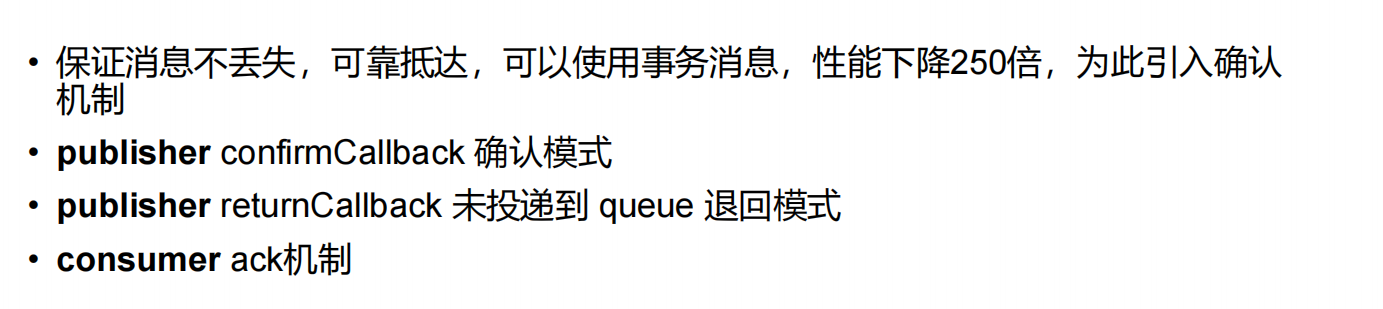 • 保证消息不丢失，可靠抵达，可以使用事务消息，性能下降250倍，为此引入确认
机制
• publisher confirmCallback 确认模式
• publisher returnCallback 未投递到 queue 退回模式
• consumer ack机制